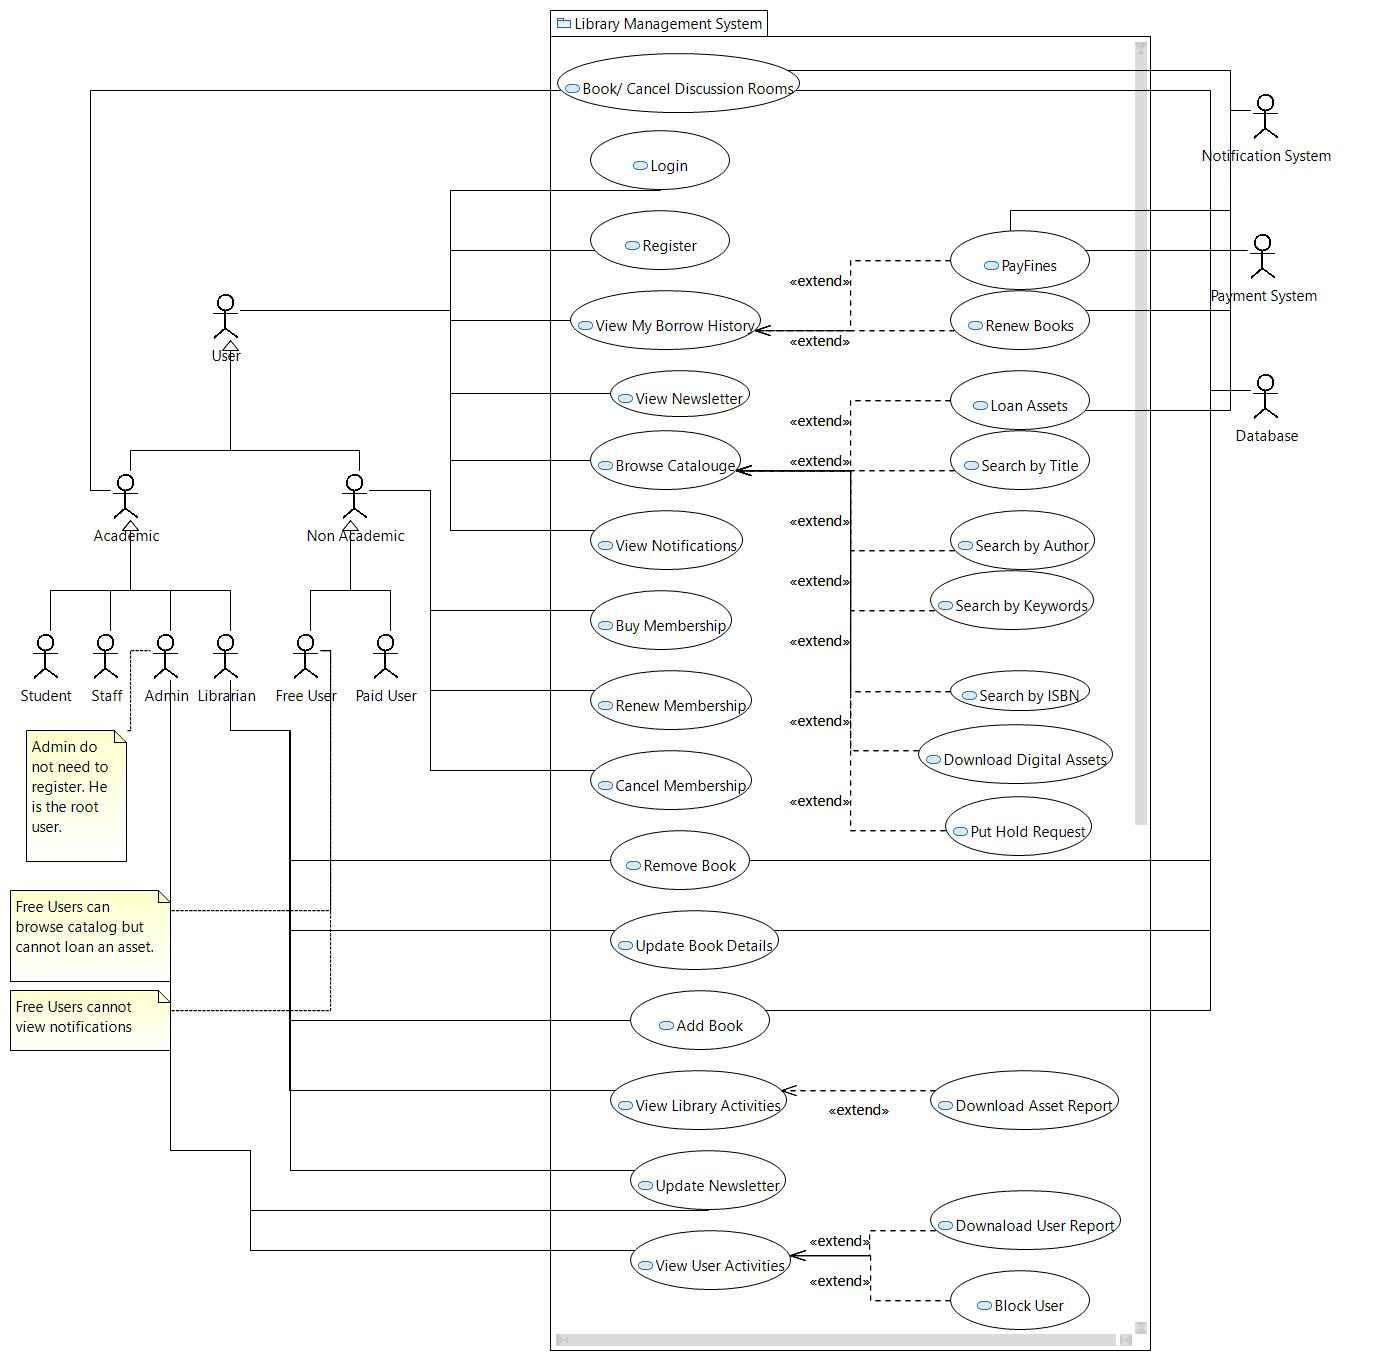 Library Management System
Book/ Cancel Discussion Rooms
Notification System
Login
Register
«extend»
PayFines
Payment System
User
View My Borrow History
«extend»
Renew Books
View Newsletter
«extend»
Loan Assets
Database
Browse Catalouge
«extend»
Search by Title
Academic
Non Academic
View Notifications
«extend»
Search by Author
«extend»
Search by Keywords
Buy Membership
«extend»
Student
Staff
Admin
Librarian
Free User
Paid User
Renew Membership
Search by ISBN
«extend»
Download Digital Assets
Admin do
not need to
register. He
is the root
user.
Cancel Membership
«extend»
Put Hold Request
Remove Book
Free Users can
browse catalog but
cannot loan an asset.
Update Book Details
Free Users cannot
view notifications
Add Book
View Library Activities
«extend»
Download Asset Report
Update Newsletter
«extend»
Downaload User Report
View User Activities
«extend»
Block User